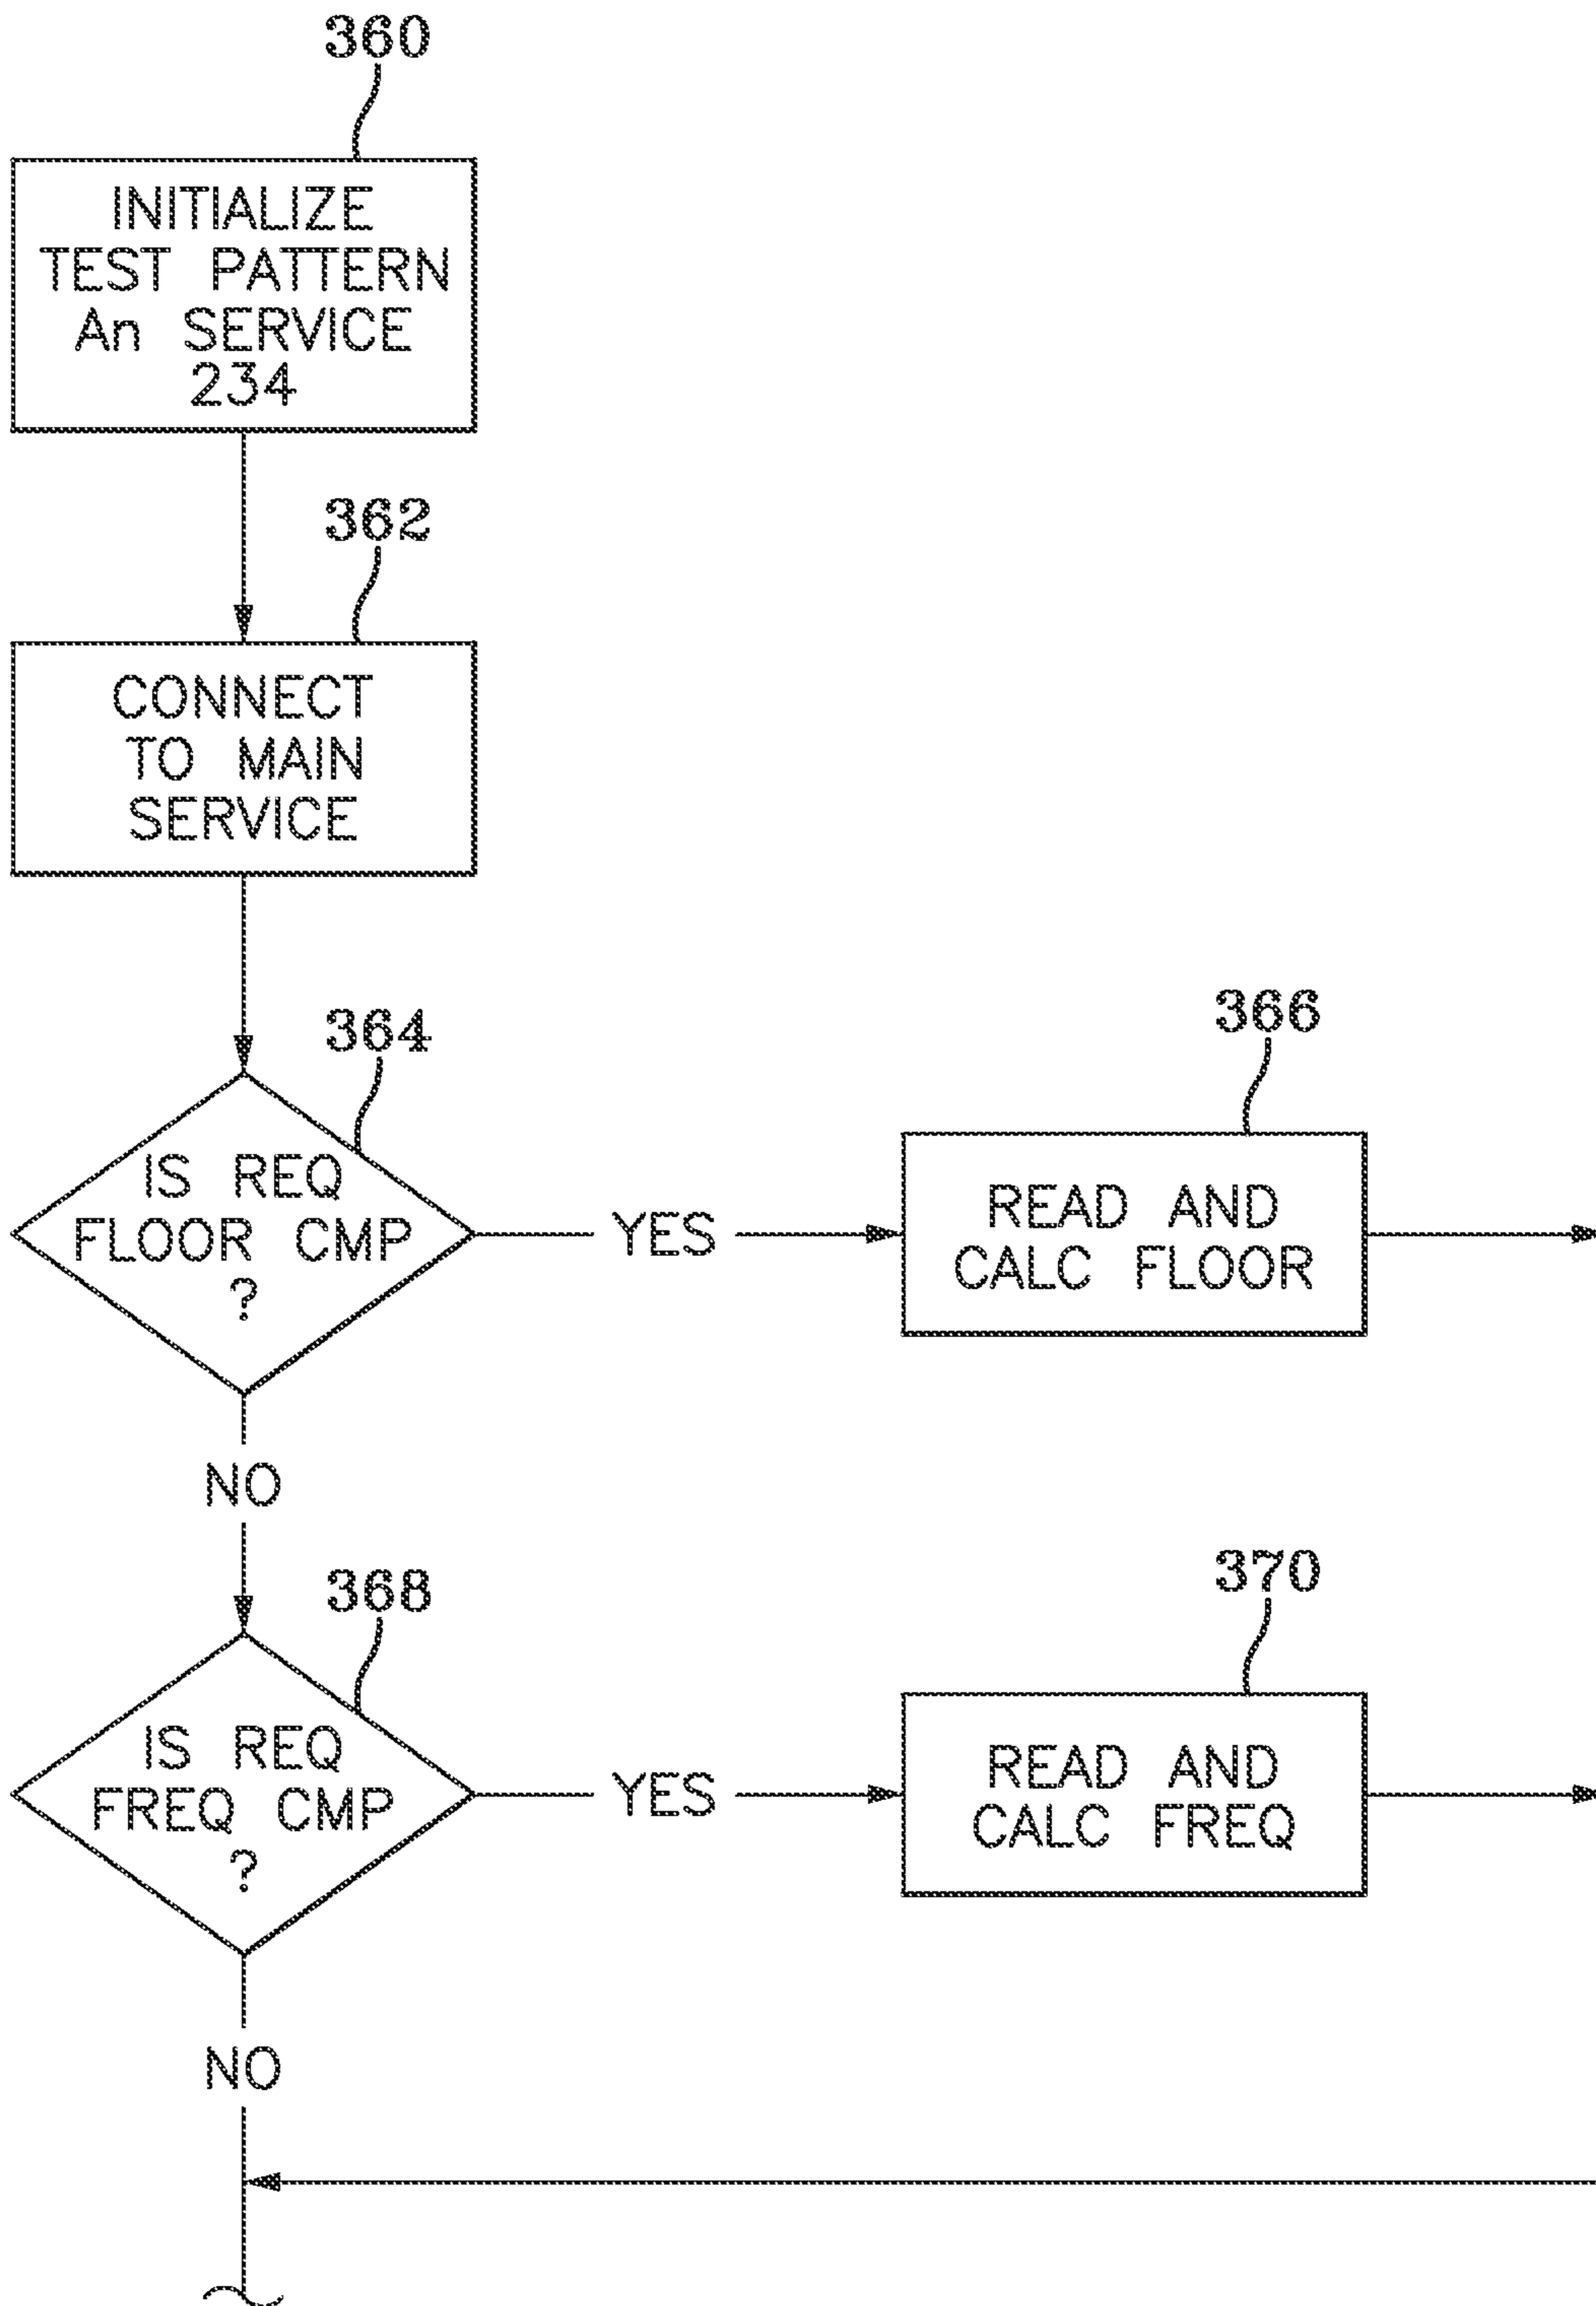 360
INITIALIZE
TEST PATTERN
An SERVICE
234
362
CONNECT
TO MAIN
SERVICE
364
IS REQ
FLOOR CMP
?
YES
366
READ AND
CALC FLOOR
NO
368
IS REQ
FREQ CMP
?
YES
370
READ AND
CALC FREQ
NO